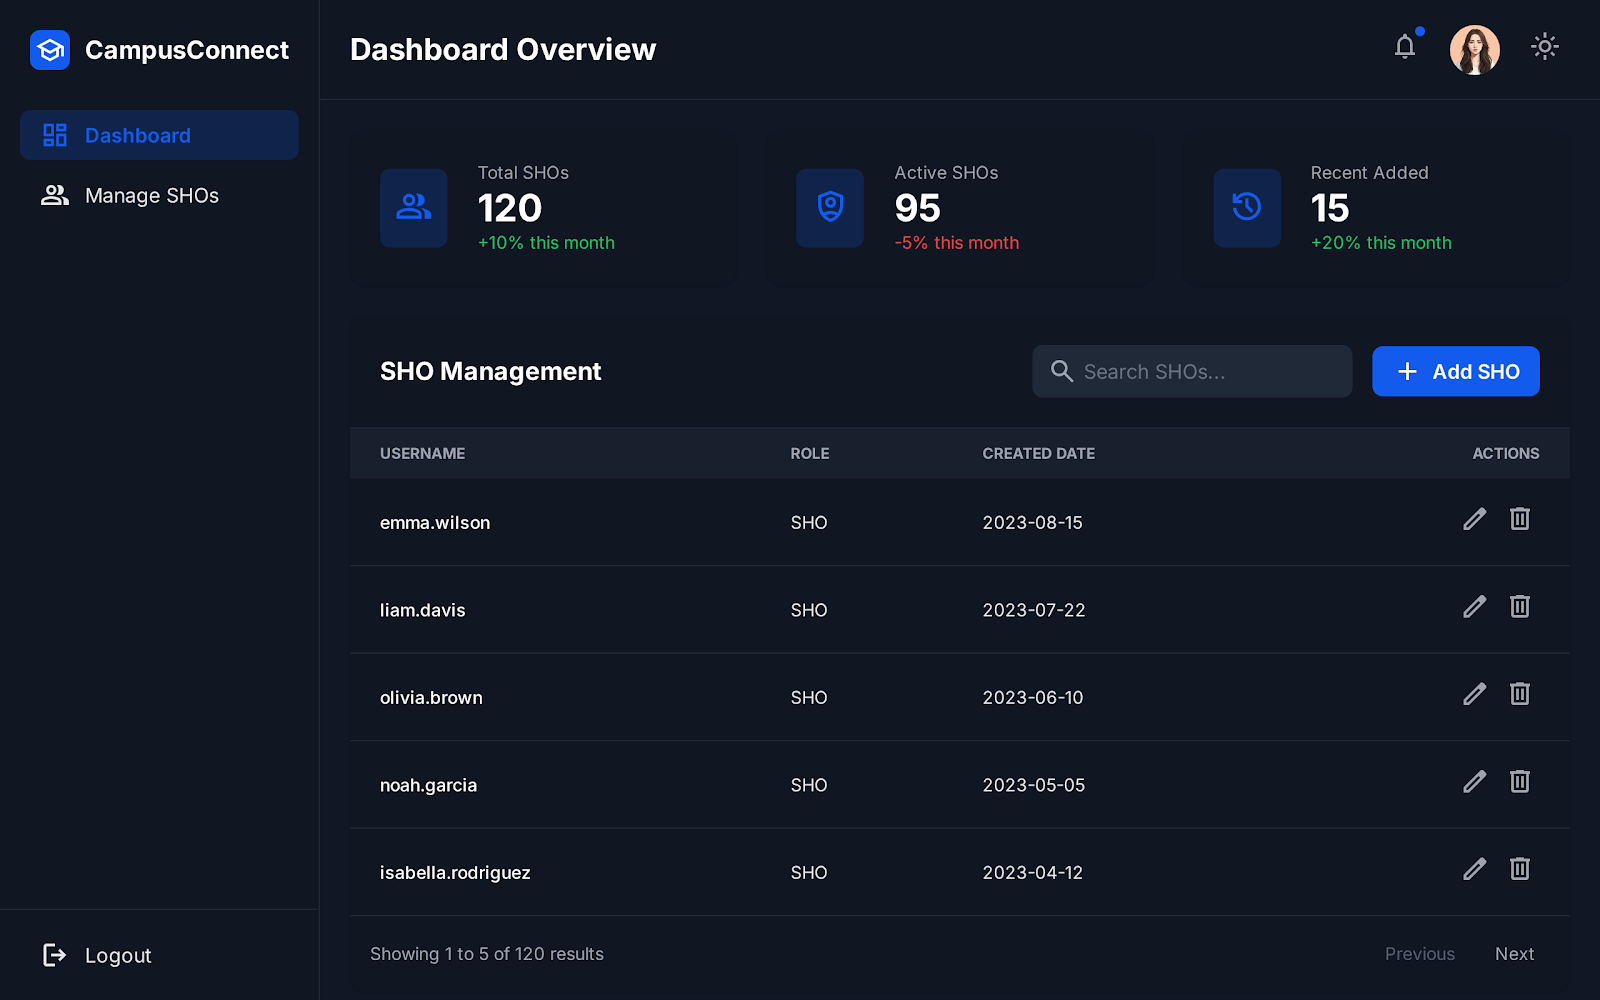 CampusConnect
Dashboard
Manage SHOs
Logout
Dashboard Overview
Total SHOs
120
+10% this month
Active SHOs
95
-5% this month
Recent Added
15
+20% this month
SHO Management
Search SHOs...
Add SHO
USERNAME ROLE CREATED DATE ACTIONS
emma.wilson SHO 2023-08-15
liam.davis SHO 2023-07-22
olivia.brown SHO 2023-06-10
noah.garcia SHO 2023-05-05
isabella.rodriguez SHO 2023-04-12
Showing 1 to 5 of 120 results
Previous Next